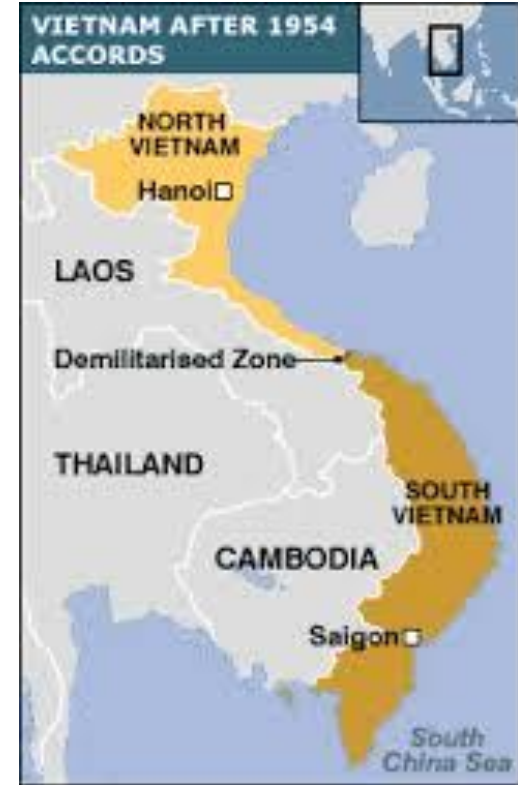 VIETNAM AFTER 1954
ACCORDS
NORTH
VIETNAM
Hanoi
LAOS
Demilitarised Zone
THAILAND
SOUTH
VIETNAM
CAMBODIA
Saigon
South
China Sea